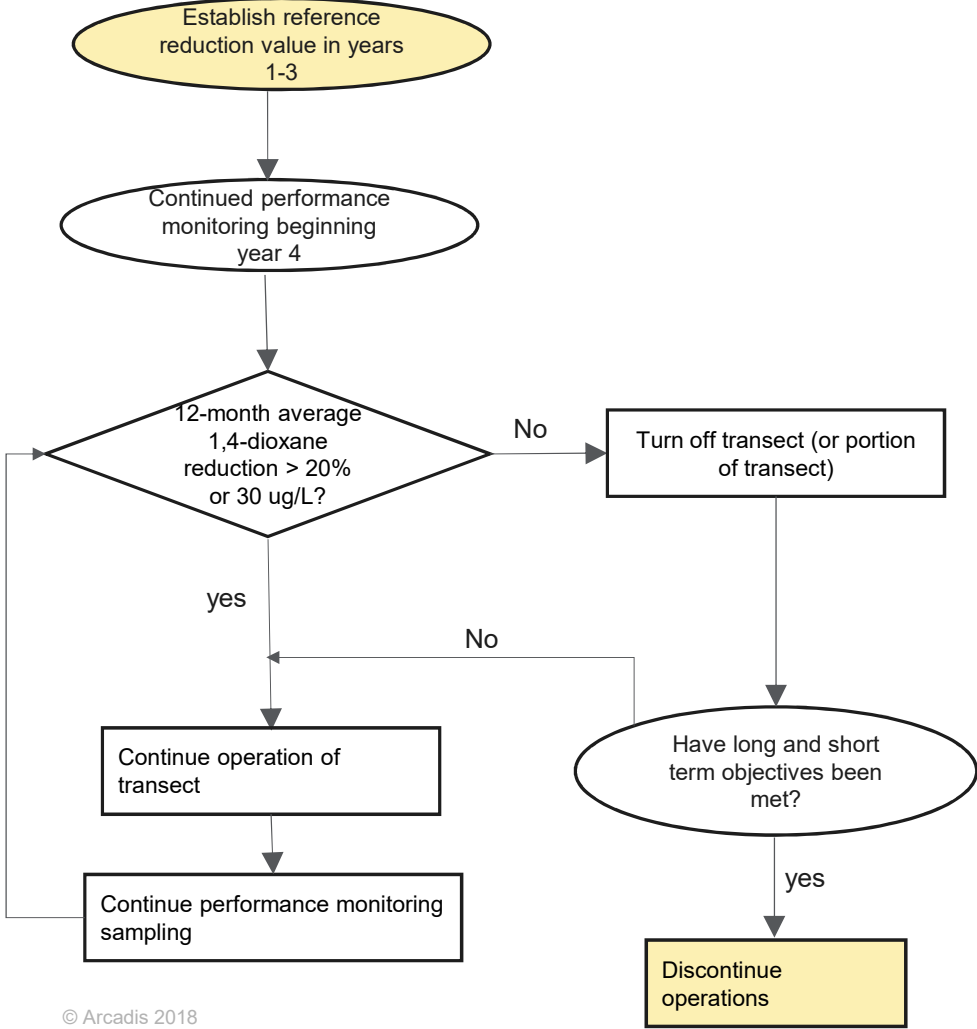 Establish reference
reduction value in years
1-3
Continued performance
monitoring beginning
year 4
12-month average
1,4-dioxane
reduction > 20%
or 30 ug/L?
No
Turn off transect (or portion
of transect)
yes
No
Continue operation of
transect
Have long and short
term objectives been
met?
Continue performance monitoring
sampling
yes
Discontinue
operations
© Arcadis 2018